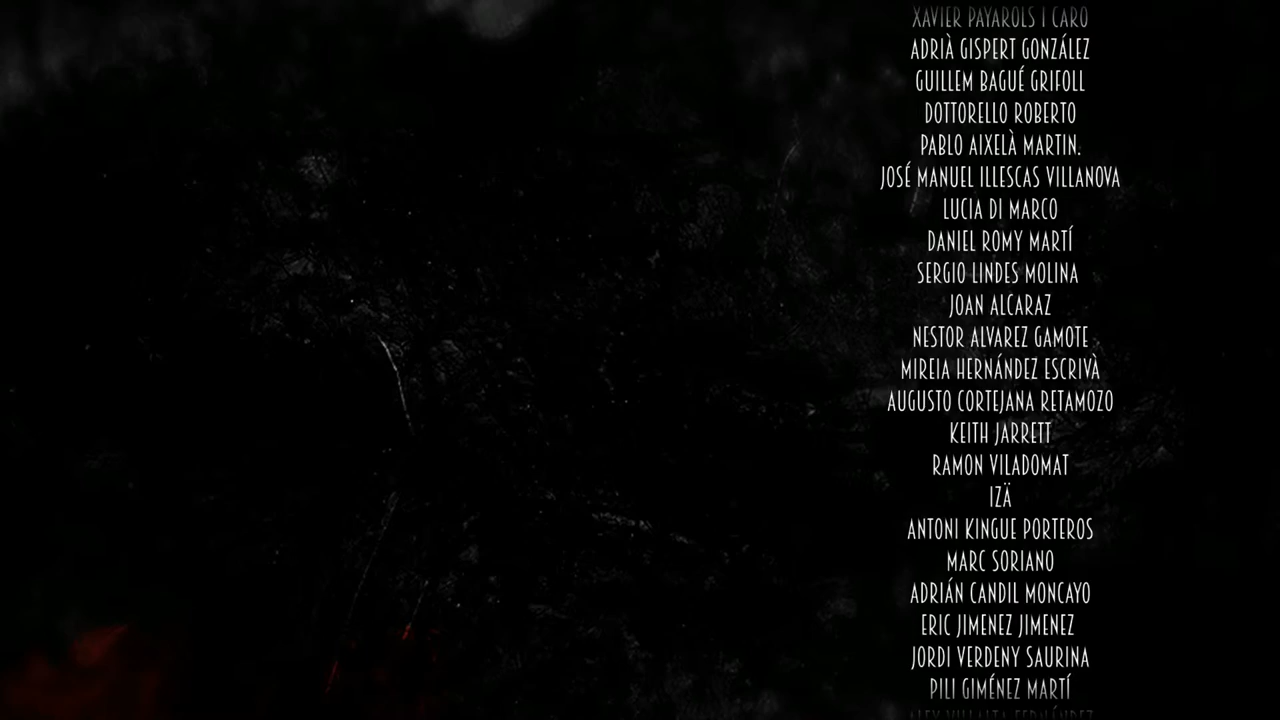 XAVIER PAYAROLS I CARO
ADRIÀ GISPERT GONZÁLEZ
GUILLEM BAGUÉ GRIFOLL
DOTTORELLO ROBERTO
PABLO AIXELÀ MARTIN.
JOSÉ MANUEL ILLESCAS VILLANOVA
LUCIA DI MARCO
DANIEL ROMY MARTÍ
SERGIO LINDES MOLINA
JOAN ALCARAZ
NESTOR ALVAREZ GAMOTE
MIREIA HERNÁNDEZ ESCRIVÀ
AUGUSTO CORTEJANA RETAMOZO
KEITH JARRETT
RAMON VILADOMAT
IZÄ
ANTONI KINGUE PORTEROS
MARC SORIANO
ADRIÁN CANDIL MONCAYO
ERIC JIMENEZ JIMENEZ
JORDI VERDENY SAURINA
PILI GIMÉNEZ MARTÍ
ALEX VILLALTA FERNÁNDEZ